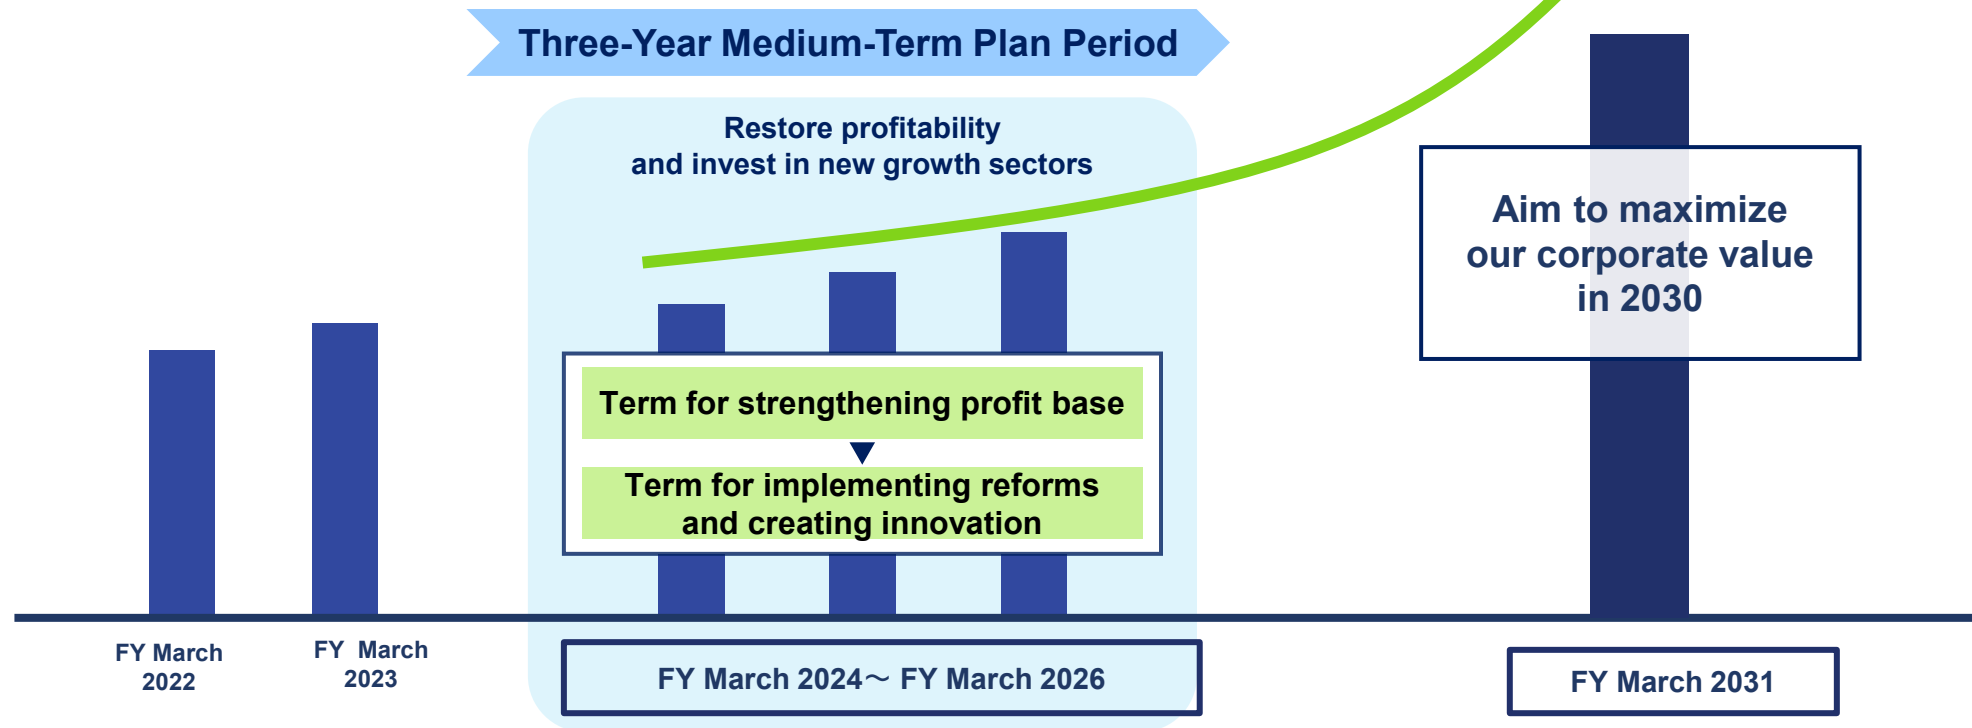 Three-Year Medium-Term Plan Period
Restore profitability
and invest in new growth sectors
Aim to maximize
our corporate value
in 2030
Term for strengthening profit base
Term for implementing reforms
and creating innovation
FY March
2022
FY  March
2023
FY March 2024～ FY March 2026
FY March 2031